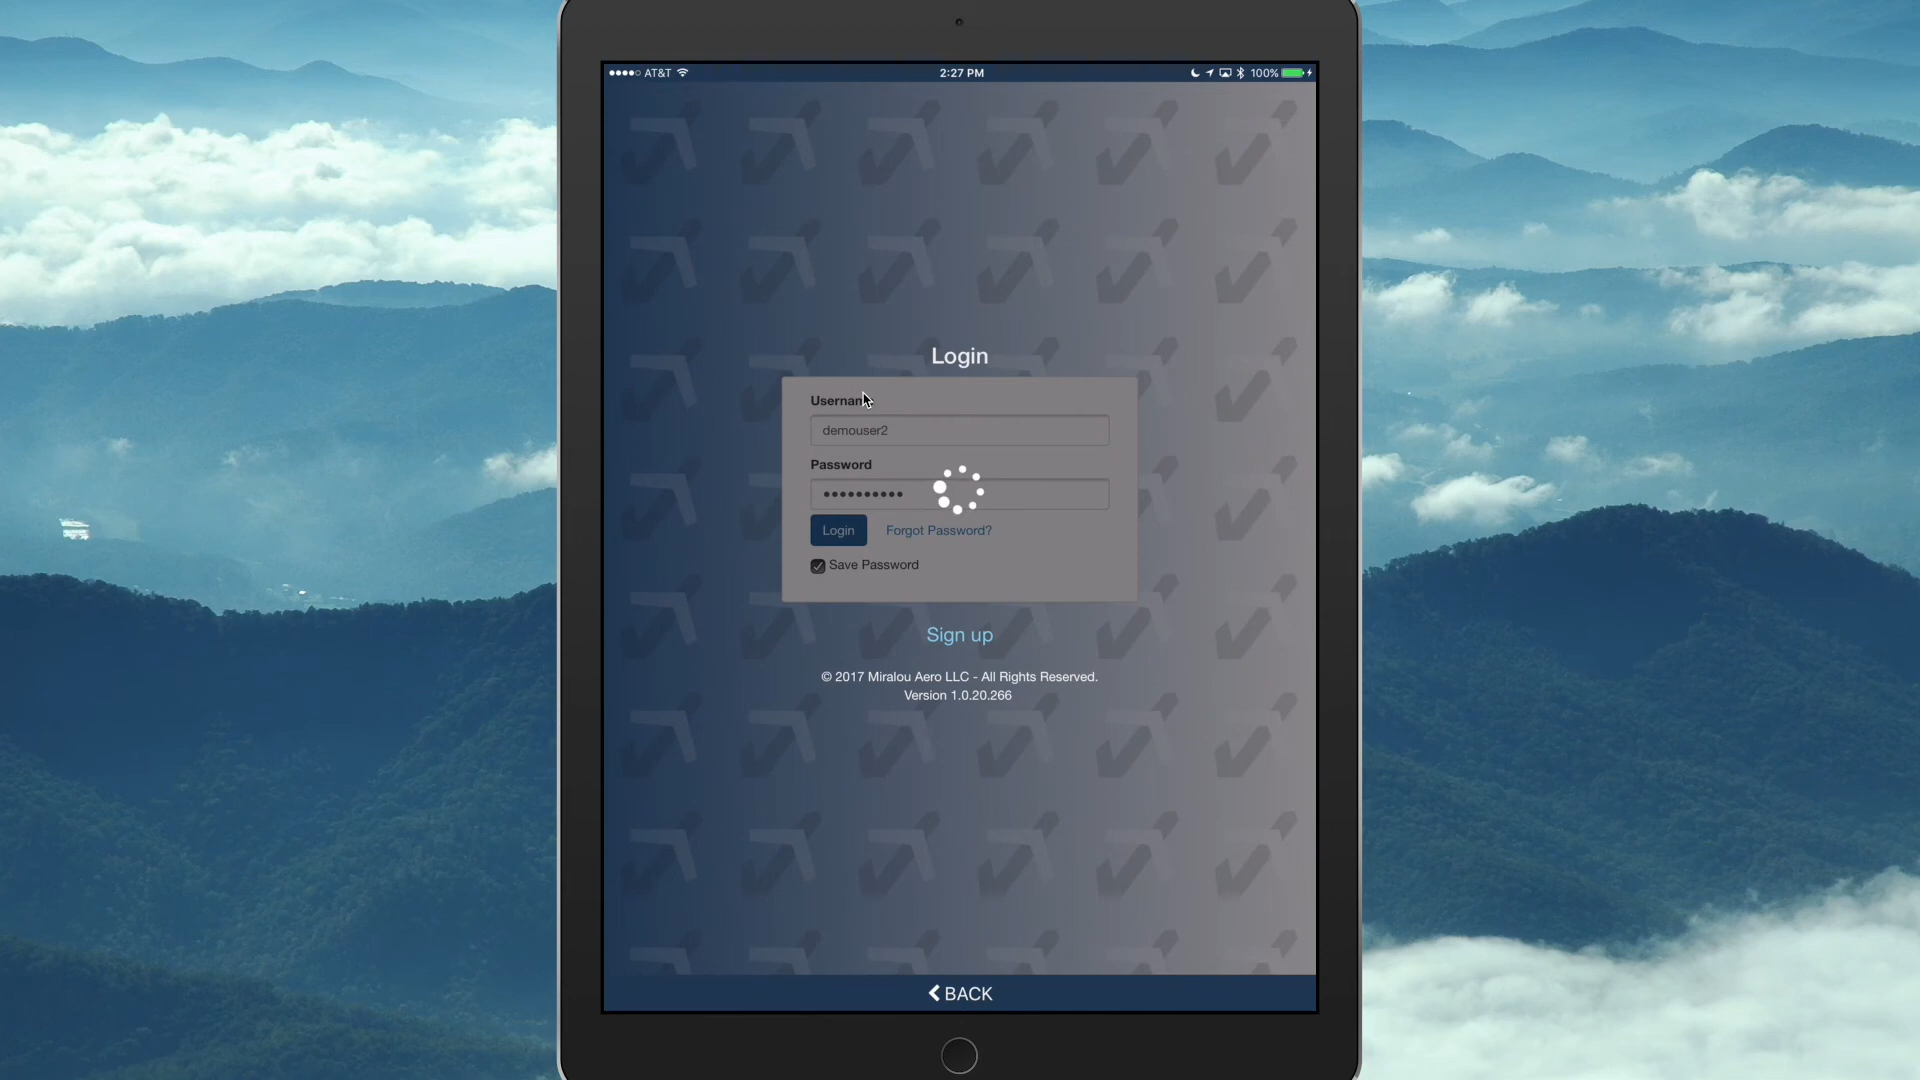 AT&T 2:27 PM 100%
Login
Username
demouser2
Password
Login Forgot Password?
Save Password
Sign up
© 2017 Miralou Aero LLC - All Rights Reserved.
Version 1.0.20.266
BACK